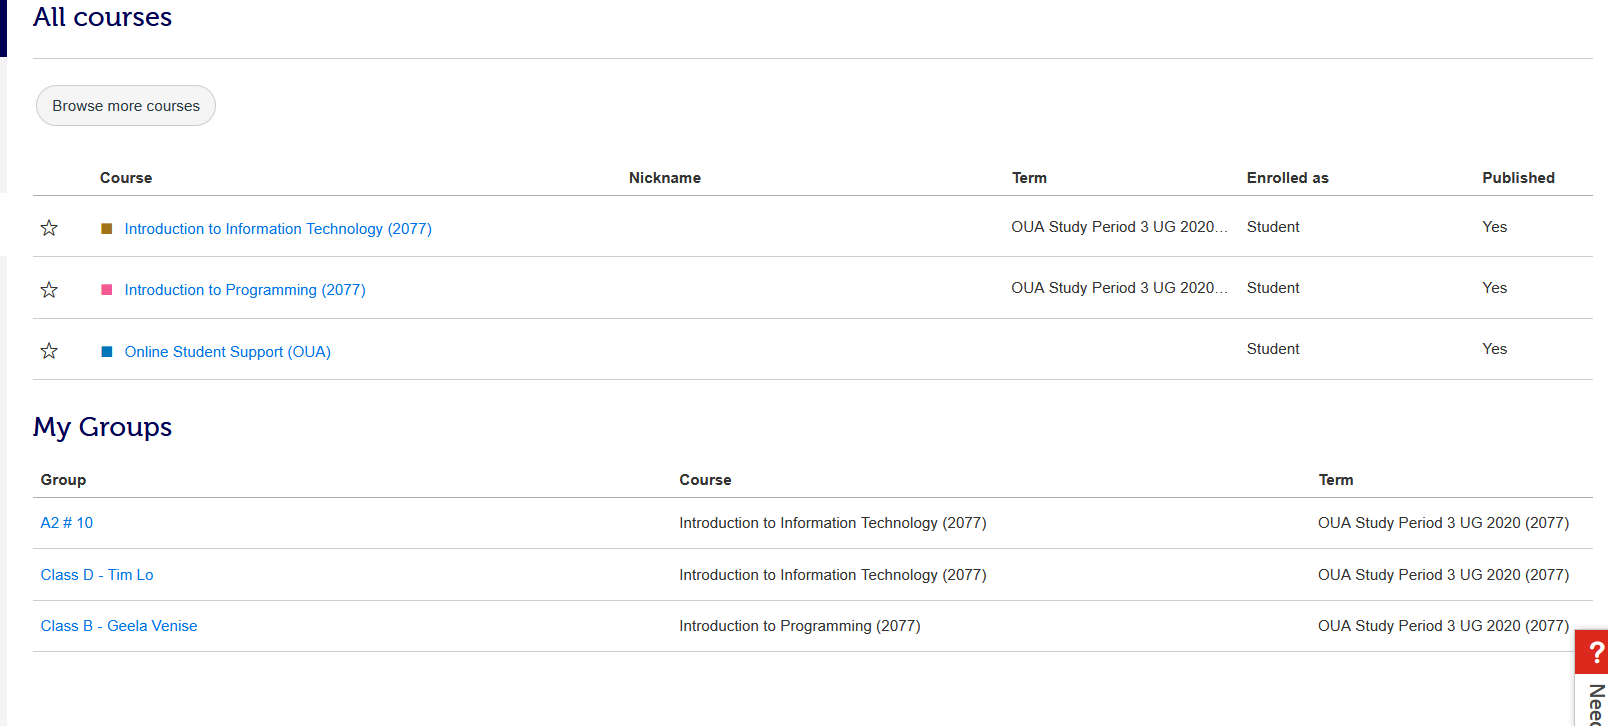 All courses
Browse more courses
Course Nickname Term Enrolled as Published
Introduction to Information Technology (2077) OUA Study Period 3 UG 2020... Student Yes
Introduction to Programming (2077) OUA Study Period 3 UG 2020... Student Yes
Online Student Support (OUA) Student Yes
My Groups
Group Course Term
A2 # 10 Introduction to Information Technology (2077) OUA Study Period 3 UG 2020 (2077)
Class D - Tim Lo Introduction to Information Technology (2077) OUA Study Period 3 UG 2020 (2077)
Class B - Geela Venise Introduction to Programming (2077) OUA Study Period 3 UG 2020 (2077)
?